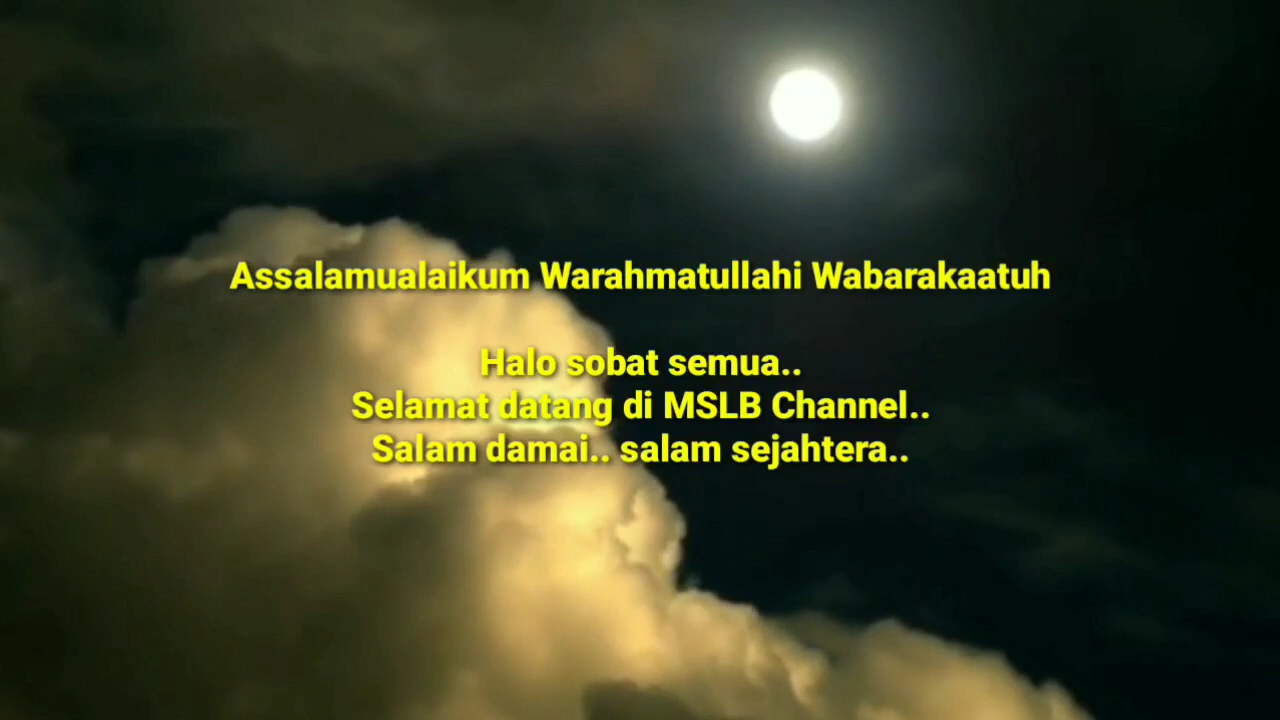 Assalamualaikum Warahmatullahi Wabarakaatuh
Halo sobat semua..
Selamat datang di MSLB Channel..
Salam damai.. salam sejahtera..